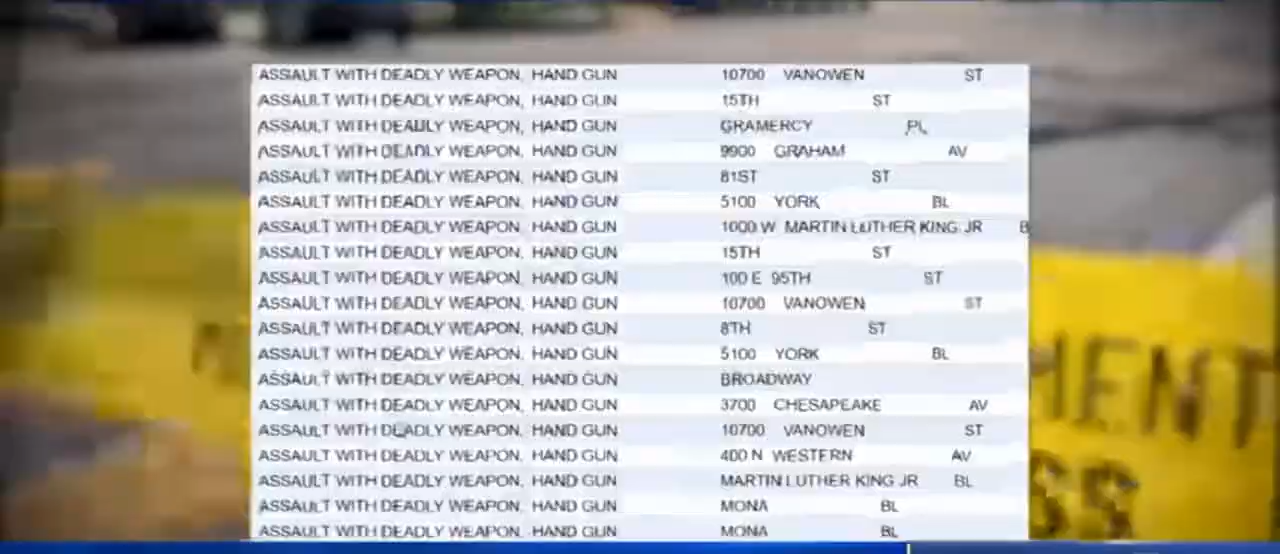 ASSAULT WITH DEADLY WEAPON, HAND GUN 10700 VANOWEN ST
ASSAULT WITH DEADLY WEAPON, HAND GUN 15TH ST
ASSAULT WITH DEADLY WEAPON, HAND GUN GRAMERCY PL
ASSAULT WITH DEADLY WEAPON, HAND GUN 9900 GRAHAM AV
ASSAULT WITH DEADLY WEAPON, HAND GUN 81ST ST
ASSAULT WITH DEADLY WEAPON, HAND GUN 5100 YORK BL
ASSAULT WITH DEADLY WEAPON, HAND GUN 1000 W MARTIN LUTHER KING JR B
ASSAULT WITH DEADLY WEAPON, HAND GUN 15TH ST
ASSAULT WITH DEADLY WEAPON, HAND GUN 100 E 95TH ST
ASSAULT WITH DEADLY WEAPON, HAND GUN 10700 VANOWEN ST
ASSAULT WITH DEADLY WEAPON, HAND GUN 8TH ST
ASSAULT WITH DEADLY WEAPON, HAND GUN 5100 YORK BL
ASSAULT WITH DEADLY WEAPON, HAND GUN BROADWAY
ASSAULT WITH DEADLY WEAPON, HAND GUN 3700 CHESAPEAKE AV
ASSAULT WITH DEADLY WEAPON, HAND GUN 10700 VANOWEN ST
ASSAULT WITH DEADLY WEAPON, HAND GUN 400 N WESTERN AV
ASSAULT WITH DEADLY WEAPON, HAND GUN MARTIN LUTHER KING JR BL
ASSAULT WITH DEADLY WEAPON, HAND GUN MONA BL
ASSAULT WITH DEADLY WEAPON, HAND GUN MONA BL